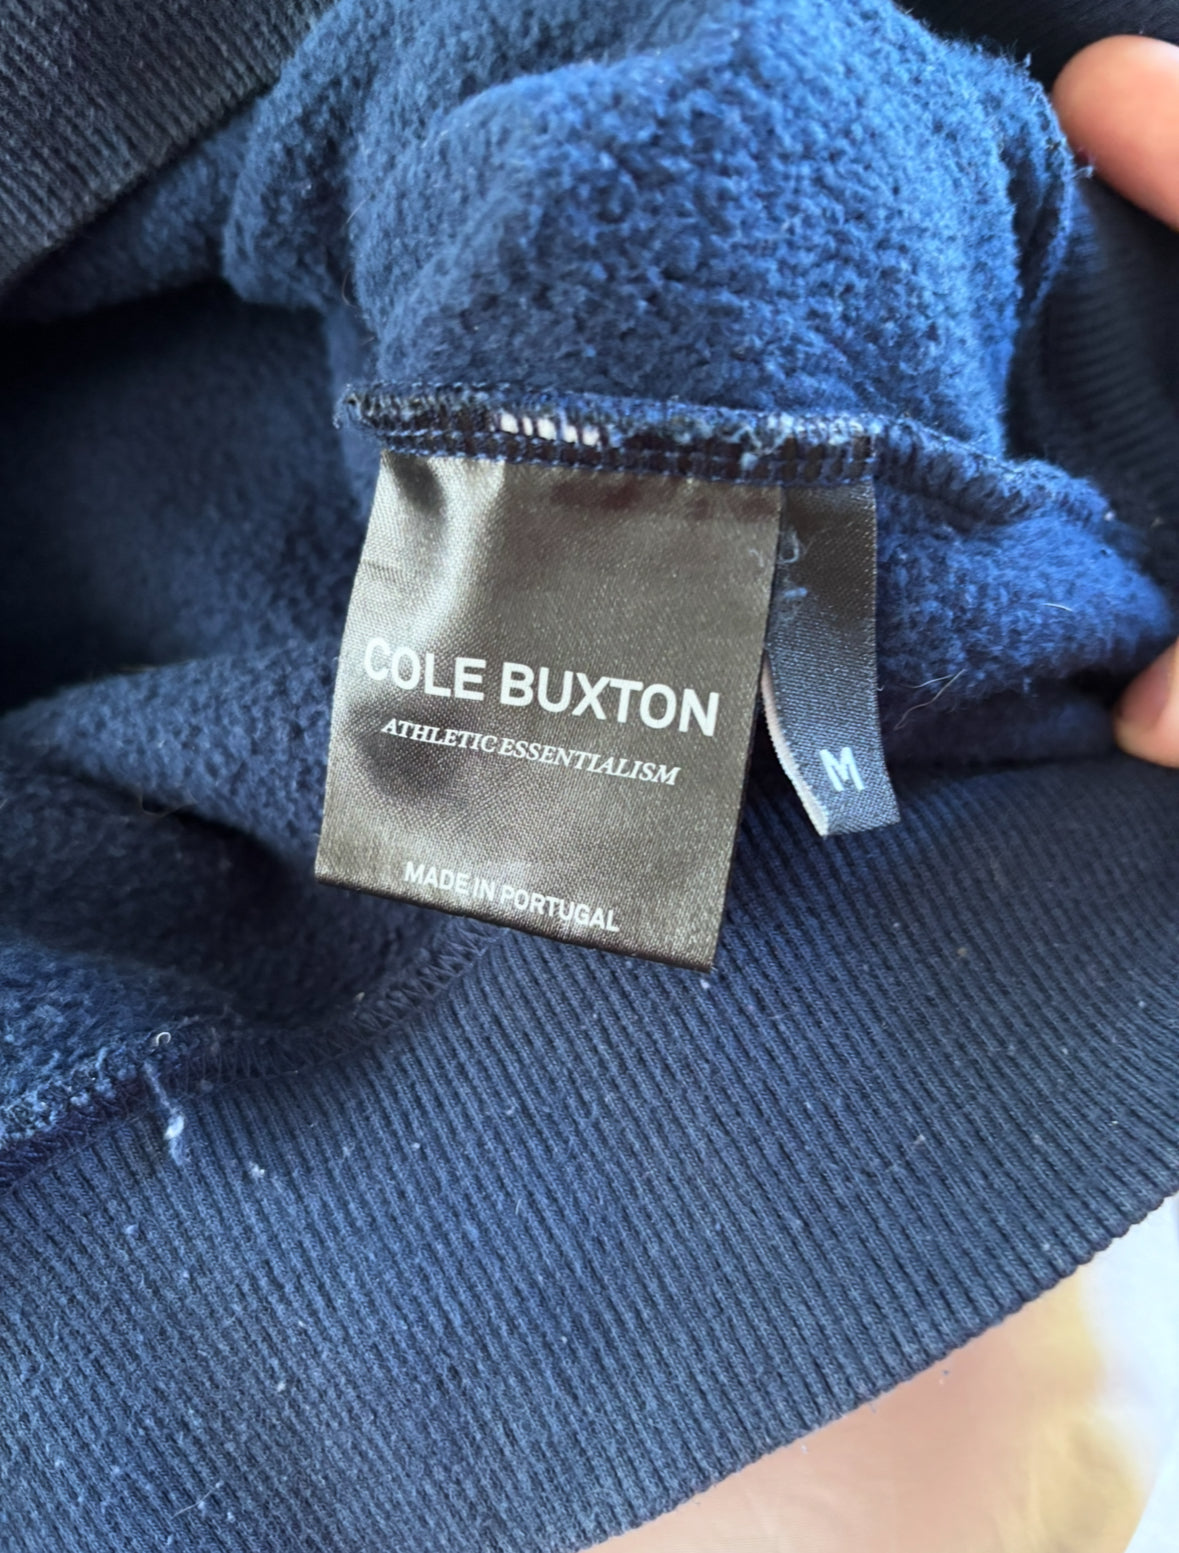 COLE BUXTON
ATHLETIC ESSENTIALISM
MADE IN PORTUGAL
M